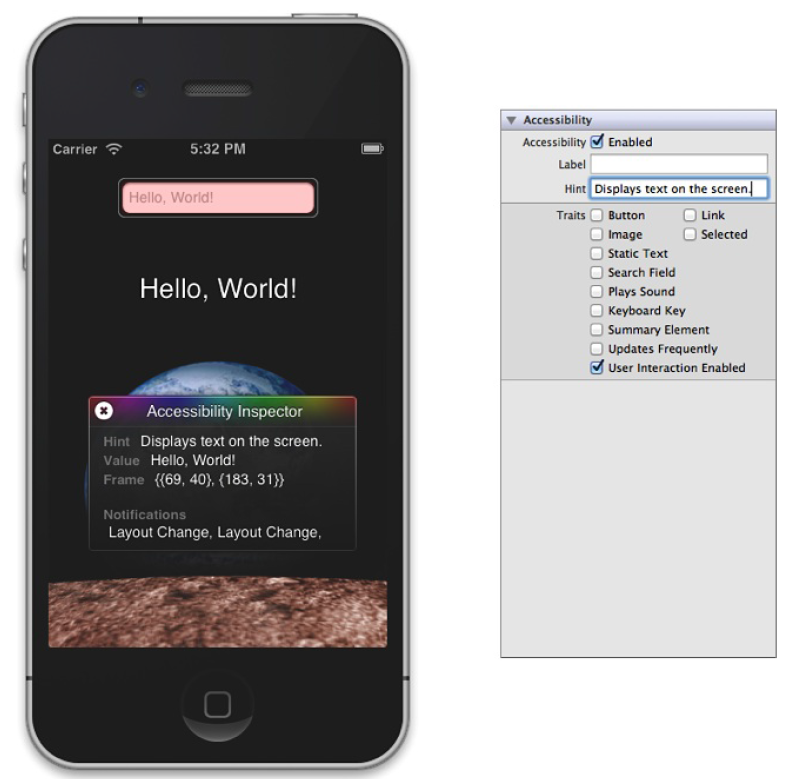 Carrier 5:32 PM
Hello, World!
Hello, World!
Accessibility Inspector
Hint Displays text on the screen.
Value Hello, World!
Frame {{69, 40}, {183, 31}}
Notifications
Layout Change, Layout Change,
Accessibility
Accessibility Enabled
Label
Hint Displays text on the screen.
Traits Button Link
Image Selected
Static Text
Search Field
Plays Sound
Keyboard Key
Summary Element
Updates Frequently
User Interaction Enabled